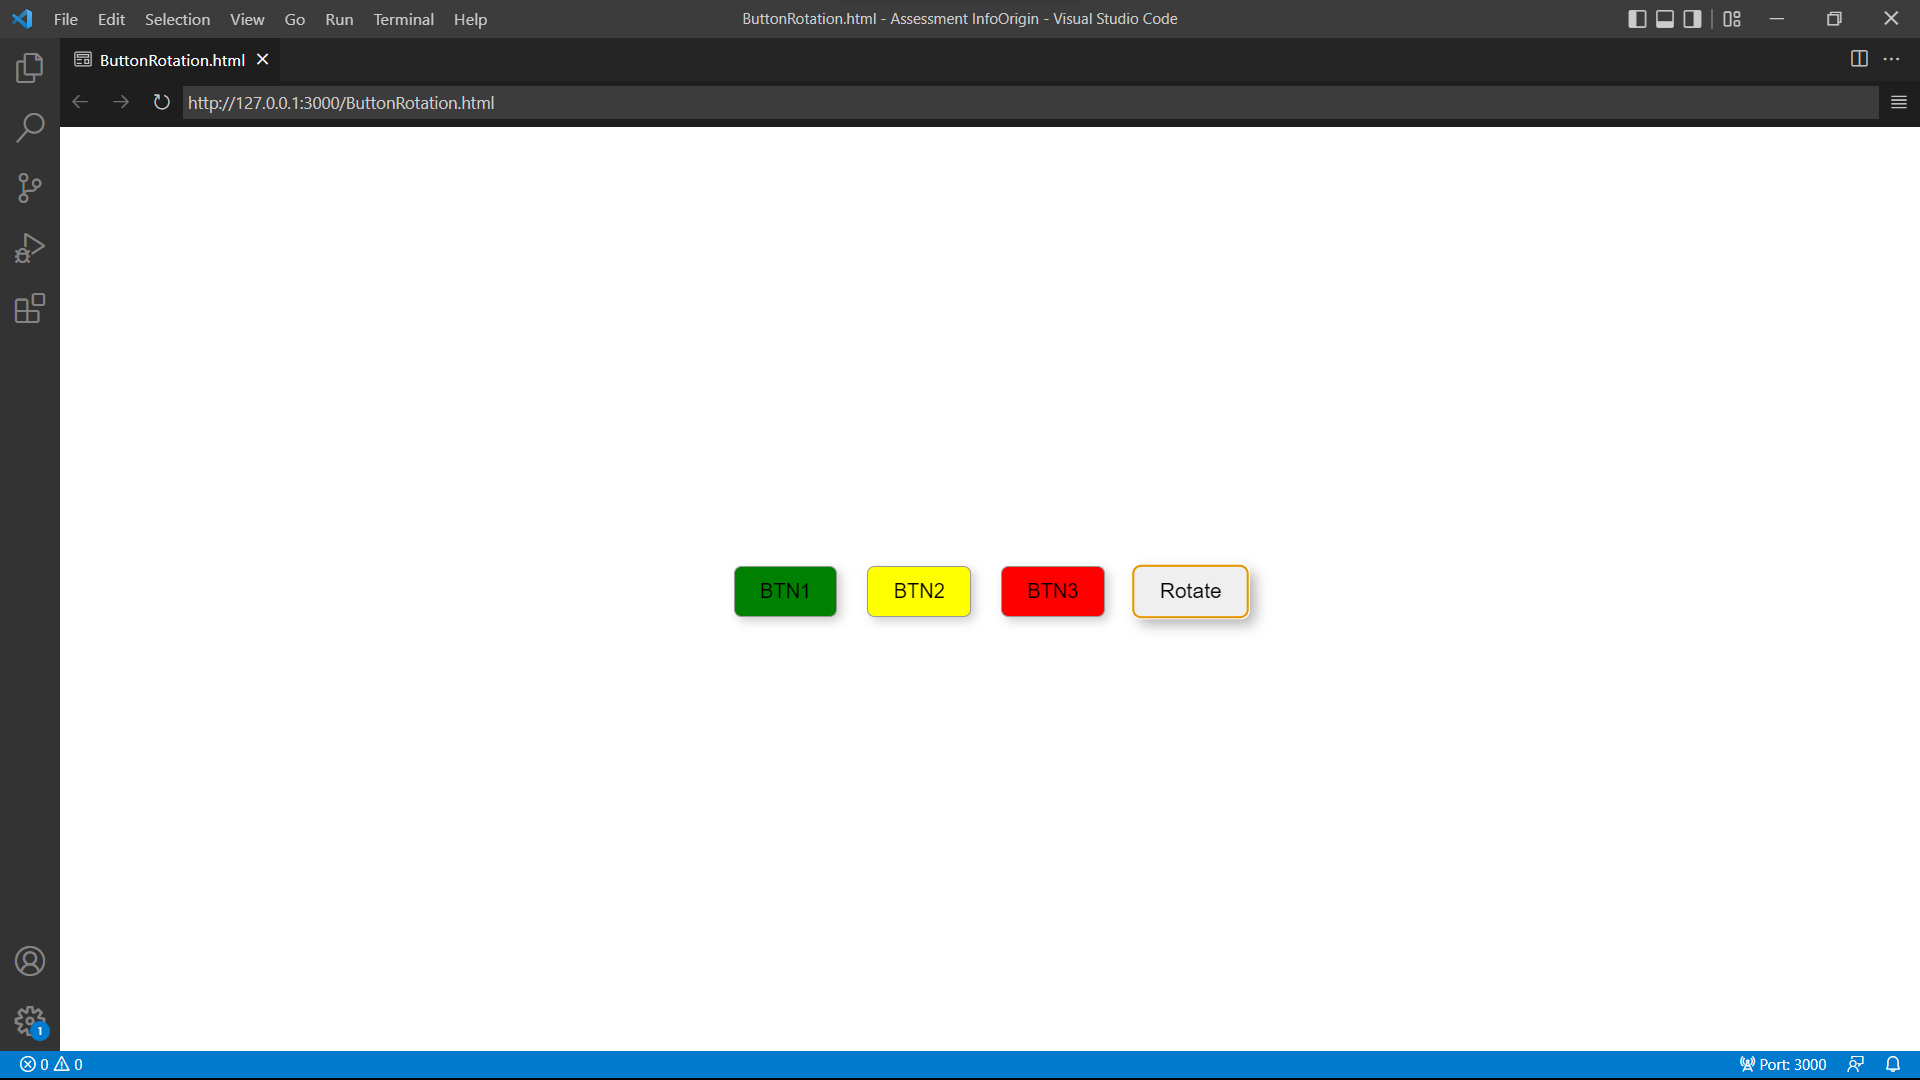 File Edit Selection View Go Run Terminal Help
ButtonRotation.html - Assessment InfoOrigin - Visual Studio Code
ButtonRotation.html
http://127.0.0.1:3000/ButtonRotation.html
BTN1 BTN2 BTN3 Rotate
1
0 0
Port: 3000